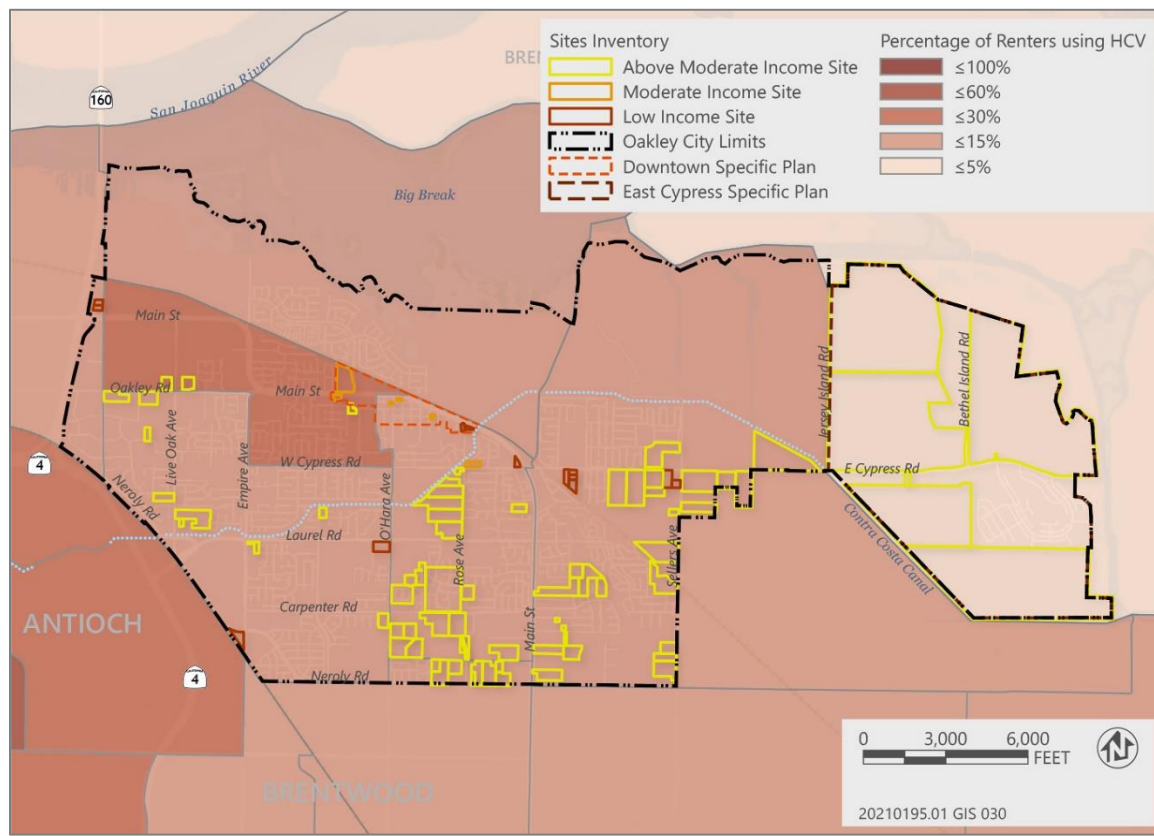 Sites Inventory
Above Moderate Income Site
Moderate Income Site
Low Income Site
Oakley City Limits
Downtown Specific Plan
East Cypress Specific Plan
Percentage of Renters using HCV
≤100%
≤60%
≤30%
≤15%
≤5%
BREN
160
San Joaquin River
Big Break
Main St
Oakley Rd
Main St
Live Oak Ave
Empire Ave
W Cypress Rd
O'Hara Ave
Jersey Island Rd
Bethel Island Rd
E Cypress Rd
4
Neroly Rd
Laurel Rd
Rose Ave
Sellers Ave
Contra Costa Canal
Carpenter Rd
Main St
ANTIOCH
4
Neroly Rd
BRENTWOOD
0 3,000 6,000
FEET
20210195.01 GIS 030
N